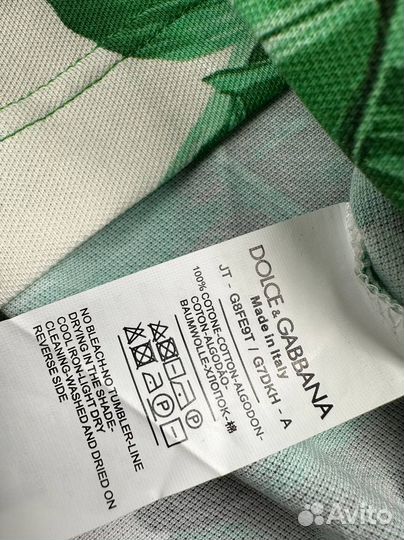 DOLCE & GABBANA
Made in Italy
JT - G8FE9T / G7DKH - A
100% COTONE-COTTON-ALGODON-
COTON-ALGODÃO-
BAUMWOLLE-ХЛОПОК-棉
NO BLEACH-NO TUMBLER-LINE
DRYING-IN THE SHADE-
COOL IRON-LIGHT DRY
CLEANING-WASHED AND DRIED ON
REVERSE SIDE
Avito